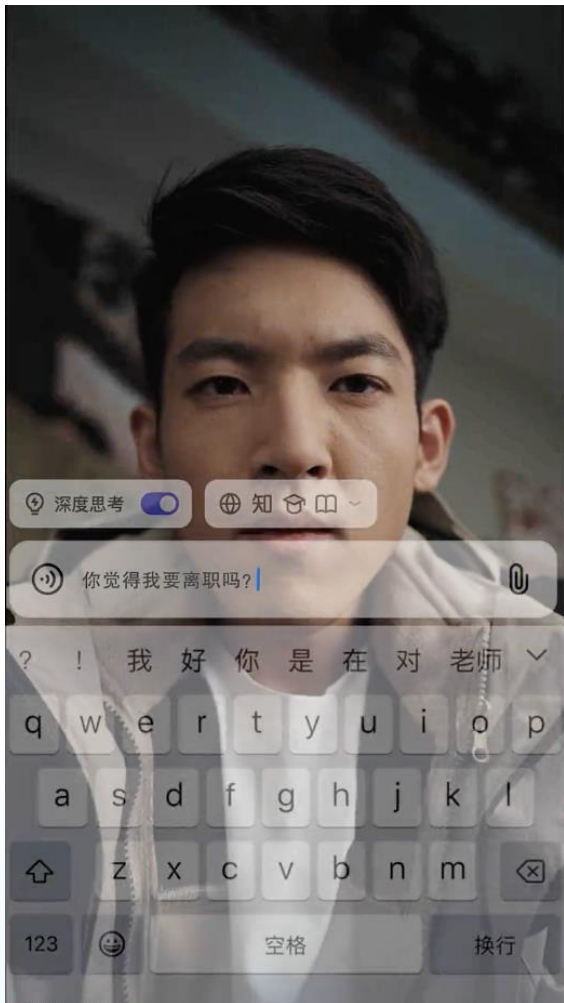 深度思考 知
你觉得我要离职吗?
? ! 我 好 你 是 在 对 老师
q w e r t y u i o p
a s d f g h j k l
z x c v b n m
123 空格 换行